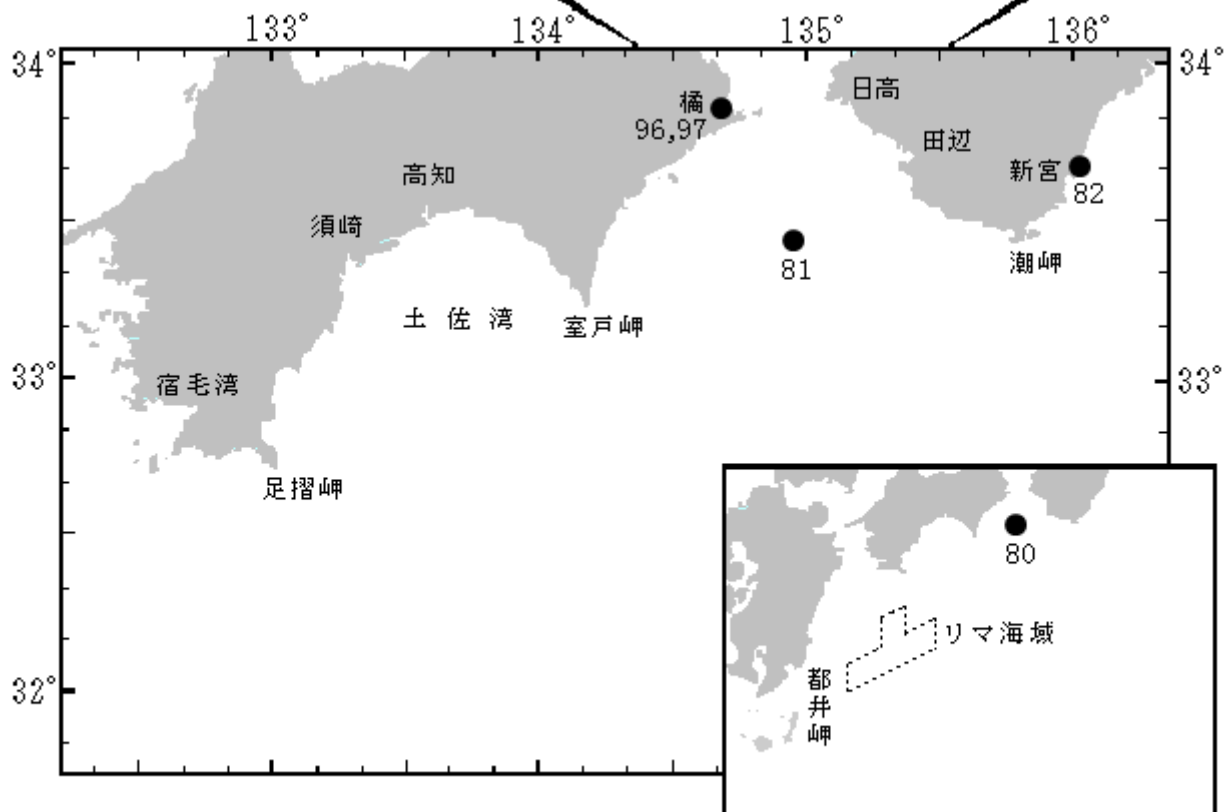 133°
134°
135°
136°
34°
34°
橘
96,97
日高
田辺
新宮
82
高知
須崎
81
潮岬
土佐湾
室戸岬
33°
33°
宿毛湾
足摺岬
80
リマ海域
都井岬
32°